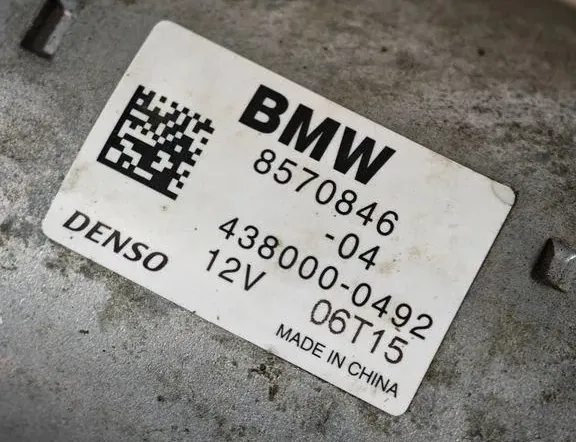 BMW
8570846
-04
438000-0492
DENSO 12V 06T15
MADE IN CHINA